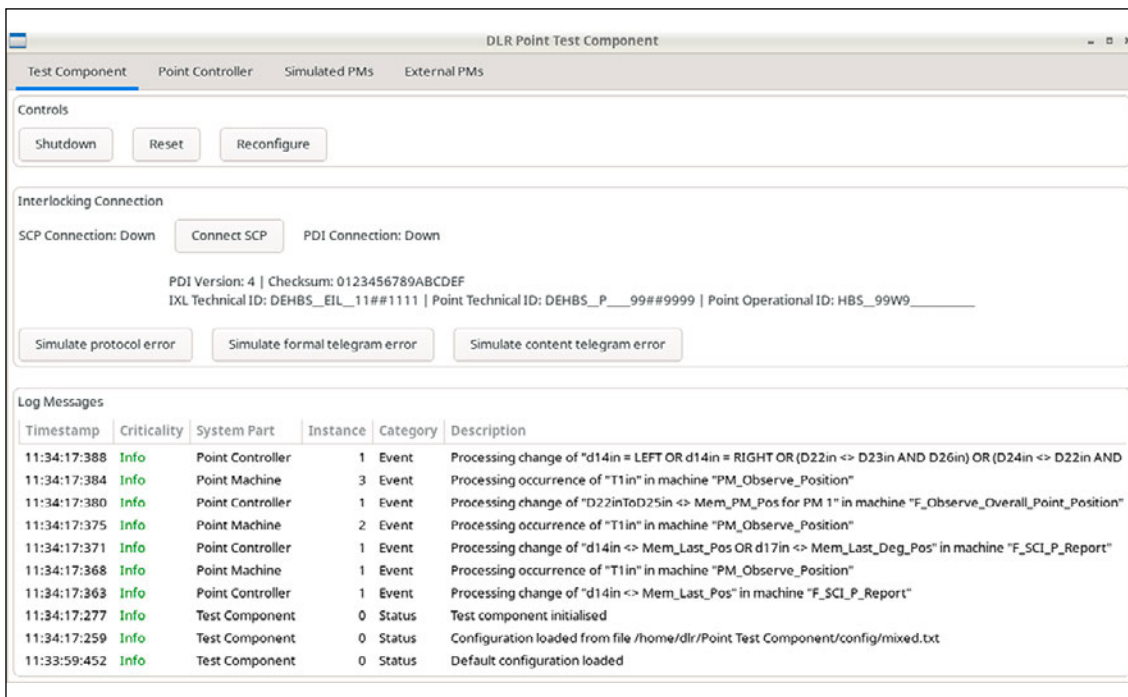 DLR Point Test Component
Test Component Point Controller Simulated PMs External PMs
Controls
Shutdown Reset Reconfigure
Interlocking Connection
SCP Connection: Down Connect SCP PDI Connection: Down
PDI Version: 4 | Checksum: 0123456789ABCDEF
IXL Technical ID: DEHBS__EIL__11##1111 | Point Technical ID: DEHBS__P____99##9999 | Point Operational ID: HBS__99W9___________
Simulate protocol error Simulate formal telegram error Simulate content telegram error
Log Messages
Timestamp Criticality System Part Instance Category Description
11:34:17:388 Info Point Controller 1 Event Processing change of "d14in = LEFT OR d14in = RIGHT OR (D22in <> D23in AND D26in) OR (D24in <> D22in AND
11:34:17:384 Info Point Machine 3 Event Processing occurrence of "T1in" in machine "PM_Observe_Position"
11:34:17:380 Info Point Controller 1 Event Processing change of "D22inToD25in <> Mem_PM_Pos for PM 1" in machine "F_Observe_Overall_Point_Position"
11:34:17:375 Info Point Machine 2 Event Processing occurrence of "T1in" in machine "PM_Observe_Position"
11:34:17:371 Info Point Controller 1 Event Processing change of "d14in <> Mem_Last_Pos OR d17in <> Mem_Last_Deg_Pos" in machine "F_SCI_P_Report"
11:34:17:368 Info Point Machine 1 Event Processing occurrence of "T1in" in machine "PM_Observe_Position"
11:34:17:363 Info Point Controller 1 Event Processing change of "d14in <> Mem_Last_Pos" in machine "F_SCI_P_Report"
11:34:17:277 Info Test Component 0 Status Test component initialised
11:34:17:259 Info Test Component 0 Status Configuration loaded from file /home/dlr/Point Test Component/config/mixed.txt
11:33:59:452 Info Test Component 0 Status Default configuration loaded